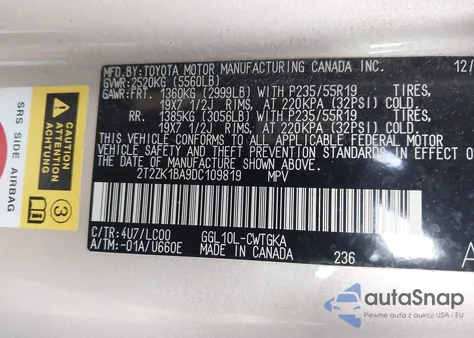 MFD. BY: TOYOTA MOTOR MANUFACTURING CANADA INC. 12/
GVWR: 2520KG (5560LB)
GAWR: FRT. 1360KG (2999LB) WITH P235/55R19 TIRES,
19X7 1/2J RIMS, AT 220KPA (32PSI) COLD.
RR. 1385KG (3056LB) WITH P235/55R19 TIRES,
19X7 1/2J RIMS, AT 220KPA (32PSI) COLD.
THIS VEHICLE CONFORMS TO ALL APPLICABLE FEDERAL MOTOR
VEHICLE SAFETY AND THEFT PREVENTION STANDARDS IN EFFECT ON
THE DATE OF MANUFACTURE SHOWN ABOVE.
2T2ZK1BA9DC109819 MPV
C/TR: 4U7/LC00 GGL10L-CWTGKA
A/TM: -01A/U660E MADE IN CANADA 236 A
SRS SIDE AIRBAG
CAUTION
ATTENTION
ACHTUNG
3
autoSnap
Pewne auta z aukcji USA i EU